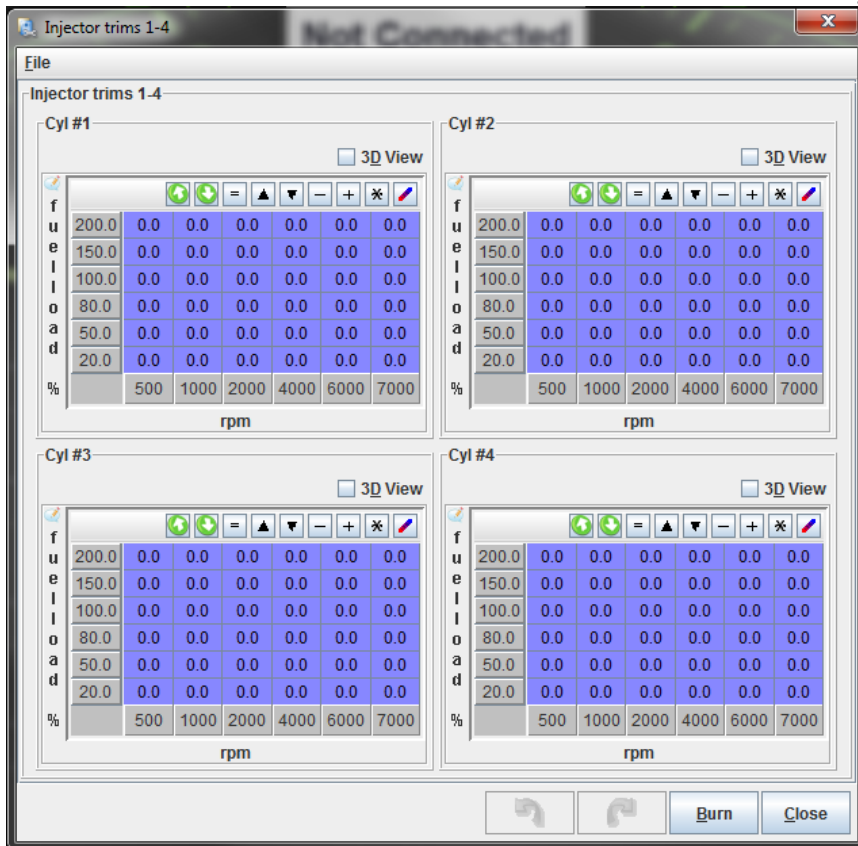 Injector trims 1-4
Not Connected
File
Injector trims 1-4
Cyl #1
3D View
= - + *
fuelload
%
200.0 0.0 0.0 0.0 0.0 0.0 0.0
150.0 0.0 0.0 0.0 0.0 0.0 0.0
100.0 0.0 0.0 0.0 0.0 0.0 0.0
80.0 0.0 0.0 0.0 0.0 0.0 0.0
50.0 0.0 0.0 0.0 0.0 0.0 0.0
20.0 0.0 0.0 0.0 0.0 0.0 0.0
500 1000 2000 4000 6000 7000
rpm
Cyl #2
3D View
= - + *
fuelload
%
200.0 0.0 0.0 0.0 0.0 0.0 0.0
150.0 0.0 0.0 0.0 0.0 0.0 0.0
100.0 0.0 0.0 0.0 0.0 0.0 0.0
80.0 0.0 0.0 0.0 0.0 0.0 0.0
50.0 0.0 0.0 0.0 0.0 0.0 0.0
20.0 0.0 0.0 0.0 0.0 0.0 0.0
500 1000 2000 4000 6000 7000
rpm
Cyl #3
3D View
= - + *
fuelload
%
200.0 0.0 0.0 0.0 0.0 0.0 0.0
150.0 0.0 0.0 0.0 0.0 0.0 0.0
100.0 0.0 0.0 0.0 0.0 0.0 0.0
80.0 0.0 0.0 0.0 0.0 0.0 0.0
50.0 0.0 0.0 0.0 0.0 0.0 0.0
20.0 0.0 0.0 0.0 0.0 0.0 0.0
500 1000 2000 4000 6000 7000
rpm
Cyl #4
3D View
= - + *
fuelload
%
200.0 0.0 0.0 0.0 0.0 0.0 0.0
150.0 0.0 0.0 0.0 0.0 0.0 0.0
100.0 0.0 0.0 0.0 0.0 0.0 0.0
80.0 0.0 0.0 0.0 0.0 0.0 0.0
50.0 0.0 0.0 0.0 0.0 0.0 0.0
20.0 0.0 0.0 0.0 0.0 0.0 0.0
500 1000 2000 4000 6000 7000
rpm
Burn
Close